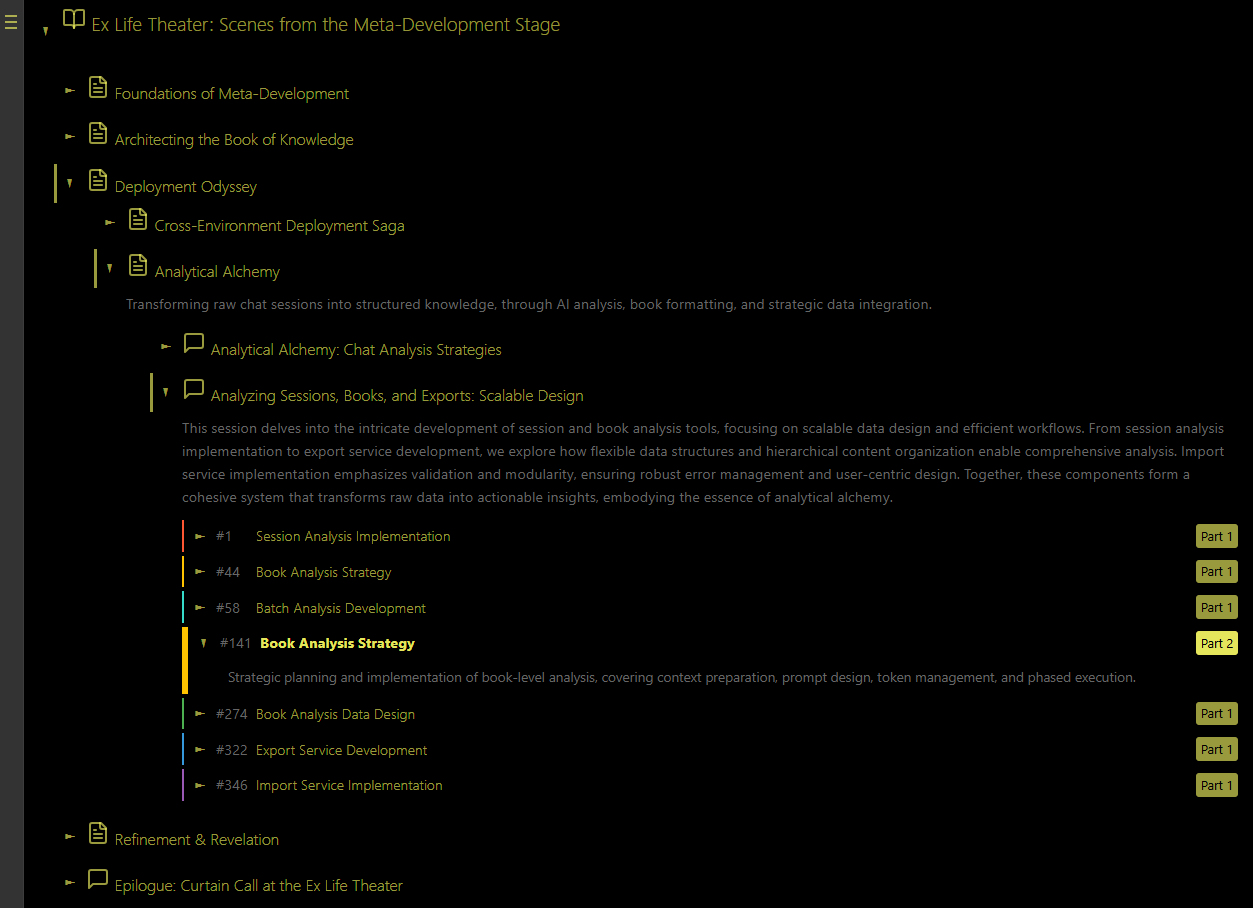 Ex Life Theater: Scenes from the Meta-Development Stage
Foundations of Meta-Development
Architecting the Book of Knowledge
Deployment Odyssey
Cross-Environment Deployment Saga
Analytical Alchemy
Transforming raw chat sessions into structured knowledge, through AI analysis, book formatting, and strategic data integration.
Analytical Alchemy: Chat Analysis Strategies
Analyzing Sessions, Books, and Exports: Scalable Design
This session delves into the intricate development of session and book analysis tools, focusing on scalable data design and efficient workflows. From session analysis
implementation to export service development, we explore how flexible data structures and hierarchical content organization enable comprehensive analysis. Import
service implementation emphasizes validation and modularity, ensuring robust error management and user-centric design. Together, these components form a
cohesive system that transforms raw data into actionable insights, embodying the essence of analytical alchemy.
#1 Session Analysis Implementation Part 1
#44 Book Analysis Strategy Part 1
#58 Batch Analysis Development Part 1
#141 Book Analysis Strategy Part 2
Strategic planning and implementation of book-level analysis, covering context preparation, prompt design, token management, and phased execution.
#274 Book Analysis Data Design Part 1
#322 Export Service Development Part 1
#346 Import Service Implementation Part 1
Refinement & Revelation
Epilogue: Curtain Call at the Ex Life Theater